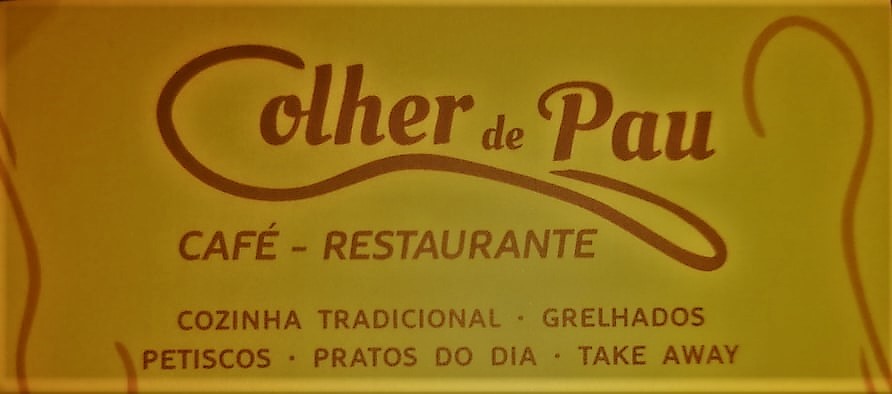 Colher de Pau
CAFÉ - RESTAURANTE
COZINHA TRADICIONAL · GRELHADOS
PETISCOS · PRATOS DO DIA · TAKE AWAY